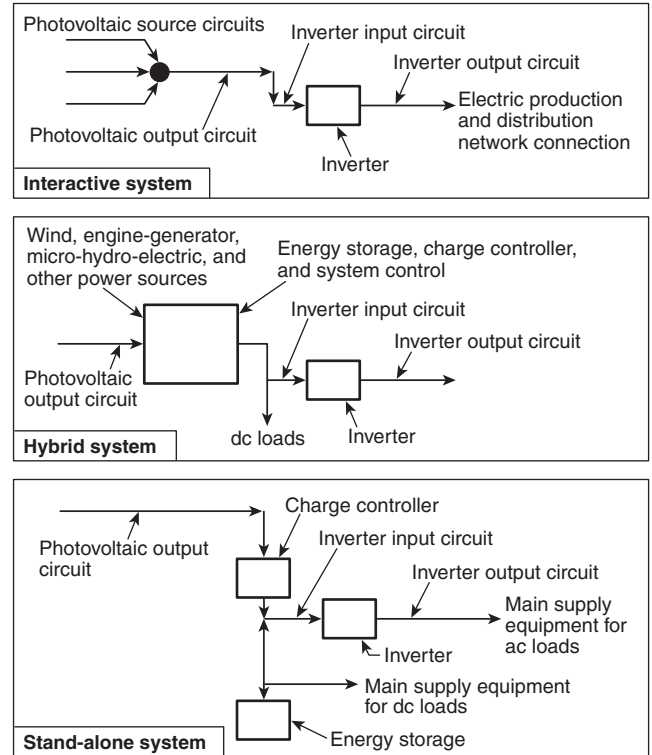 Photovoltaic source circuits
Inverter input circuit
Inverter output circuit
Photovoltaic output circuit
Electric production
and distribution
network connection
Inverter
Interactive system
Wind, engine-generator,
micro-hydro-electric, and
other power sources
Energy storage, charge controller,
and system control
Inverter input circuit
Inverter output circuit
Photovoltaic
output circuit
dc loads
Inverter
Hybrid system
Charge controller
Photovoltaic output
circuit
Inverter input circuit
Inverter output circuit
Main supply
equipment for
ac loads
Inverter
Main supply equipment
for dc loads
Energy storage
Stand-alone system